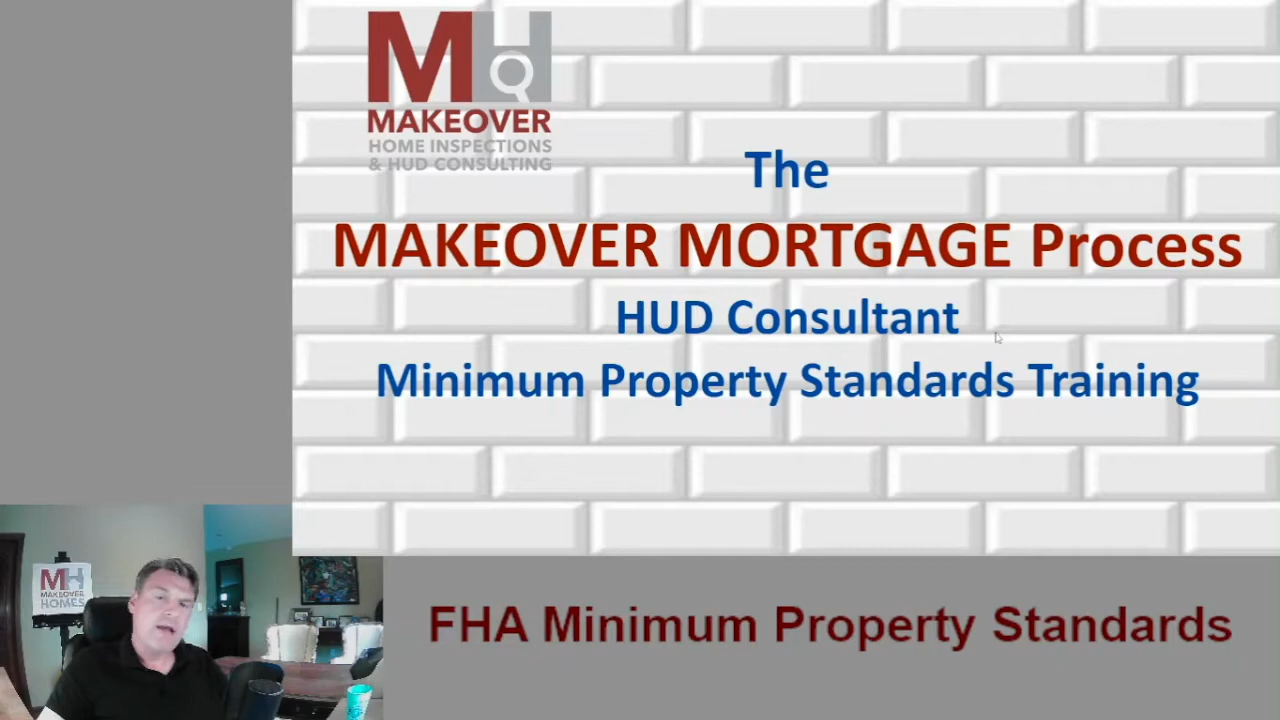 MH
MAKEOVER
HOME INSPECTIONS
& HUD CONSULTING
The
MAKEOVER MORTGAGE Process
HUD Consultant
Minimum Property Standards Training
MH
MAKEOVER
HOMES
FHA Minimum Property Standards